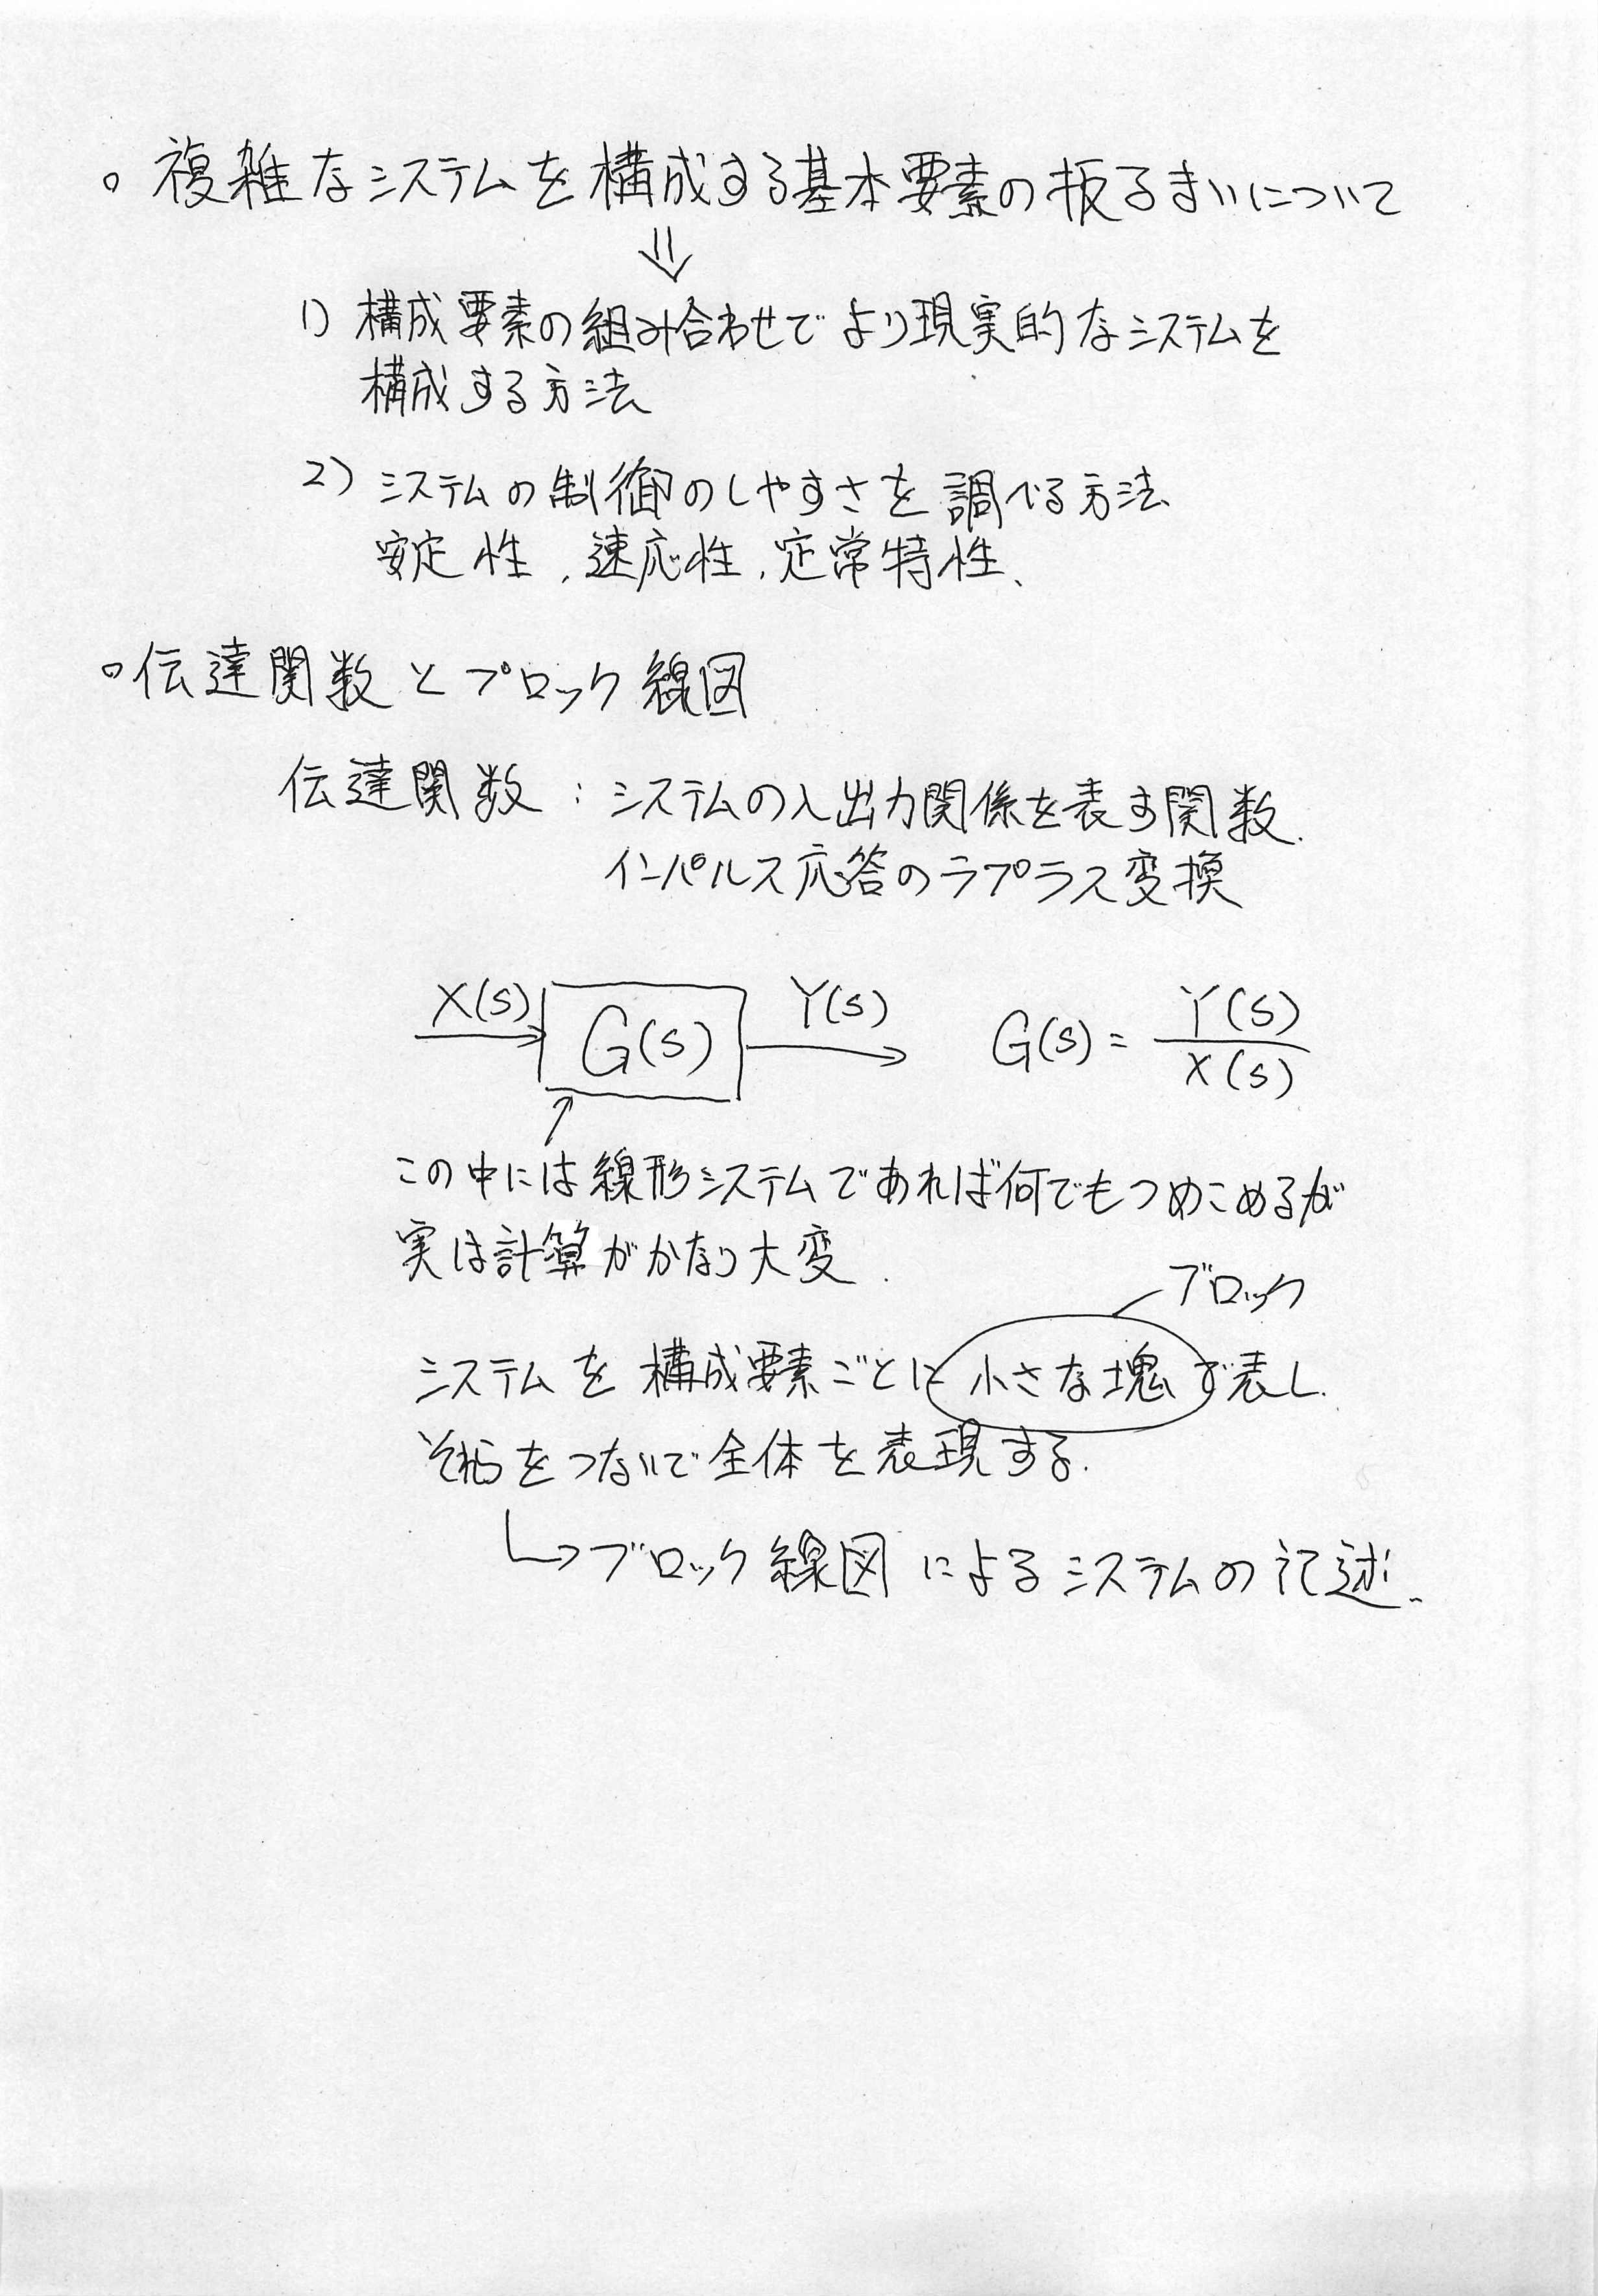 。複雑なシステムを構成する基本要素の振るまいについて
⇓
1) 構成要素の組み合わせでより現実的なシステムを
構成する方法
2) システムの制御のしやすさを調べる方法
安定性, 速応性, 定常特性、
。伝達関数とブロック線図
伝達関数 : システムの入出力関係を表す関数.
インパルス応答のラプラス変換
X(s) G(s) Y(s) G(s) = Y(s) / X(s)
この中には線形システムであれば何でもつめこめるが
実は計算がかなり大変.
ブロック
システムを構成要素ごとに小さな塊で表し.
それらをつないで全体を表現する.
↳ブロック線図によるシステムの記述.